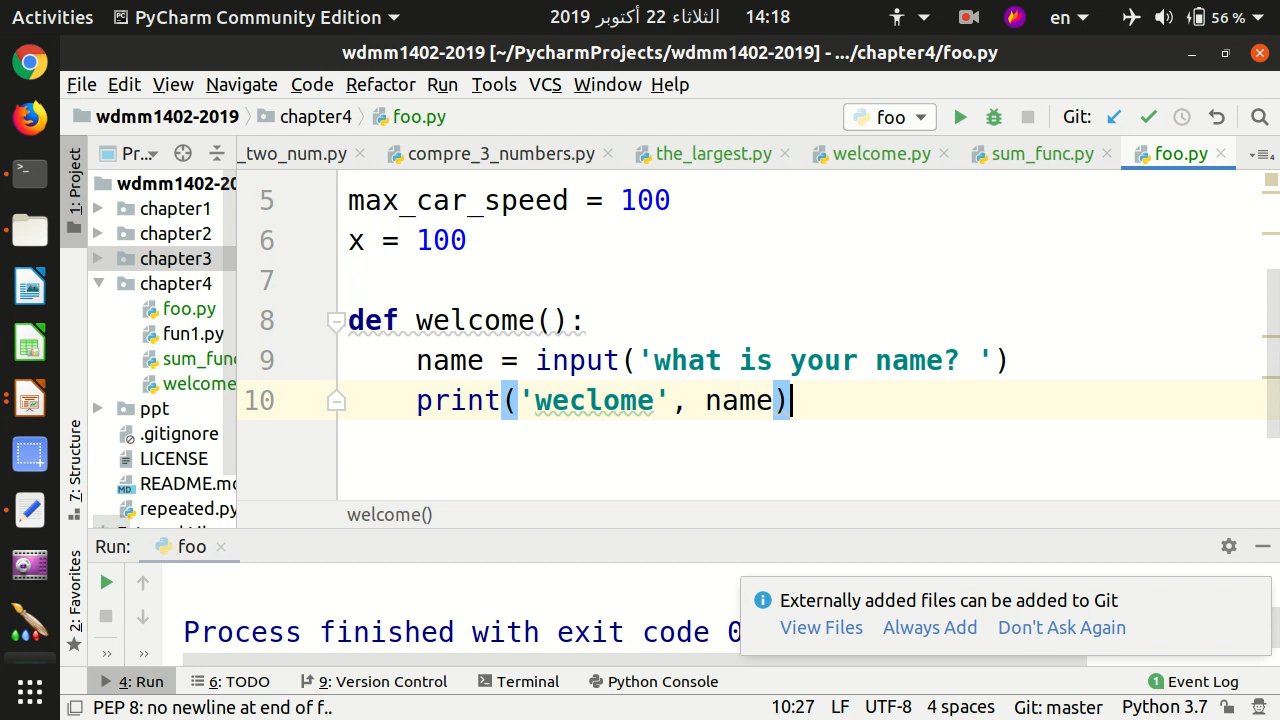 Activities PyCharm Community Edition الثلاثاء 22 أكتوبر 2019 14:18 en 56 %
wdmm1402-2019 [~/PycharmProjects/wdmm1402-2019] - .../chapter4/foo.py
File Edit View Navigate Code Refactor Run Tools VCS Window Help
wdmm1402-2019 chapter4 foo.py foo Git:
1: Project
Pr... _two_num.py compre_3_numbers.py the_largest.py welcome.py sum_func.py foo.py
wdmm1402-20
chapter1
chapter2
chapter3
chapter4
foo.py
fun1.py
sum_fun
welcome
ppt
.gitignore
LICENSE
README.m
repeated.py
5 max_car_speed = 100
6 x = 100
7
8 def welcome():
9 name = input('what is your name? ')
10 print('weclome', name)
welcome()
7: Structure
2: Favorites
Run: foo
Process finished with exit code 0
Externally added files can be added to Git
View Files Always Add Don't Ask Again
4: Run 6: TODO 9: Version Control Terminal Python Console 1 Event Log
PEP 8: no newline at end of f.. 10:27 LF UTF-8 4 spaces Git: master Python 3.7